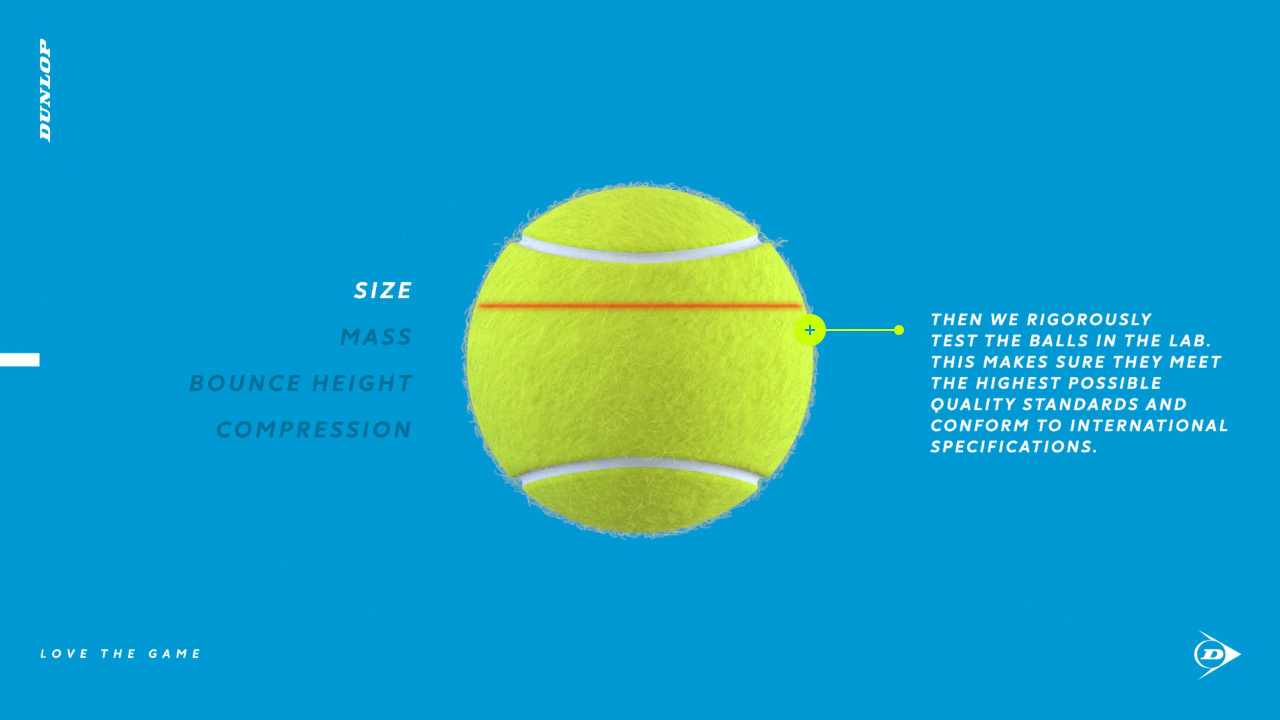 DUNLOP
SIZE
MASS
BOUNCE HEIGHT
COMPRESSION
THEN WE RIGOROUSLY
TEST THE BALLS IN THE LAB.
THIS MAKES SURE THEY MEET
THE HIGHEST POSSIBLE
QUALITY STANDARDS AND
CONFORM TO INTERNATIONAL
SPECIFICATIONS.
LOVE THE GAME
D